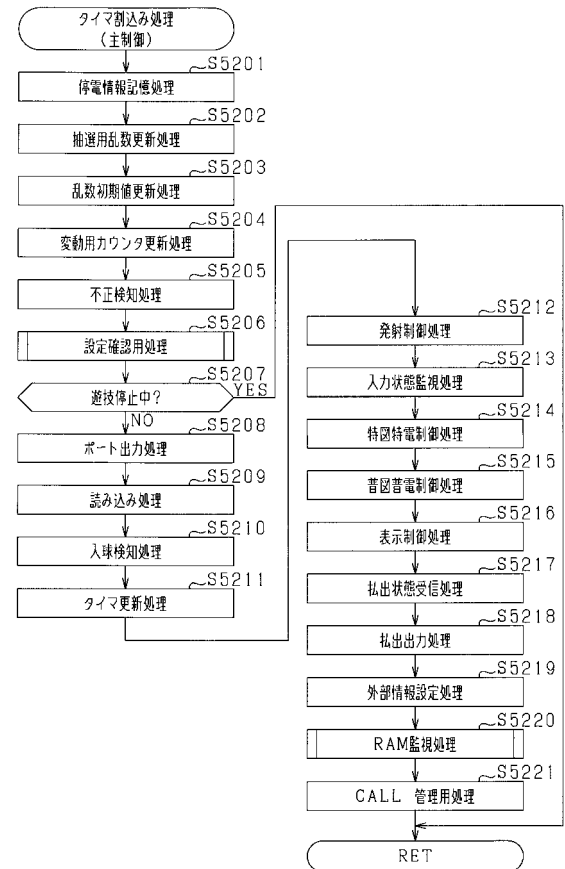 タイマ割込み処理
(主制御)
S5201
停電情報記憶処理
S5202
抽選用乱数更新処理
S5203
乱数初期値更新処理
S5204
変動用カウンタ更新処理
S5205
不正検知処理
S5206
設定確認用処理
S5207
遊技停止中?
YES
NO
S5208
ポート出力処理
S5209
読み込み処理
S5210
入球検知処理
S5211
タイマ更新処理
S5212
発射制御処理
S5213
入力状態監視処理
S5214
特図特電制御処理
S5215
普図普電制御処理
S5216
表示制御処理
S5217
払出状態受信処理
S5218
払出出力処理
S5219
外部情報設定処理
S5220
RAM監視処理
S5221
CALL 管理用処理
RET